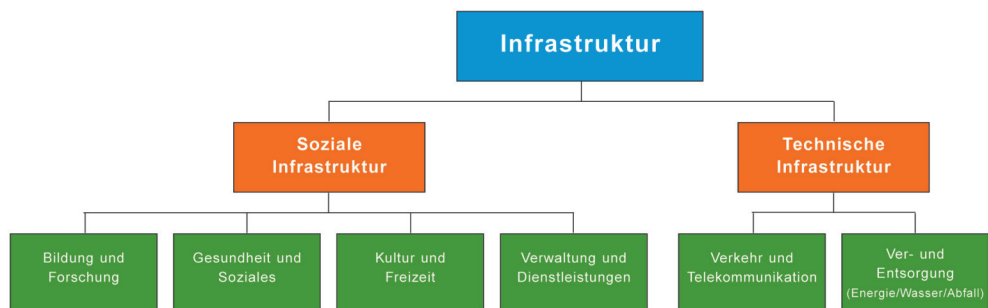 Infrastruktur
Soziale
Infrastruktur
Technische
Infrastruktur
Bildung und
Forschung
Gesundheit und
Soziales
Kultur und
Freizeit
Verwaltung und
Dienstleistungen
Verkehr und
Telekommunikation
Ver- und
Entsorgung
(Energie/Wasser/Abfall)